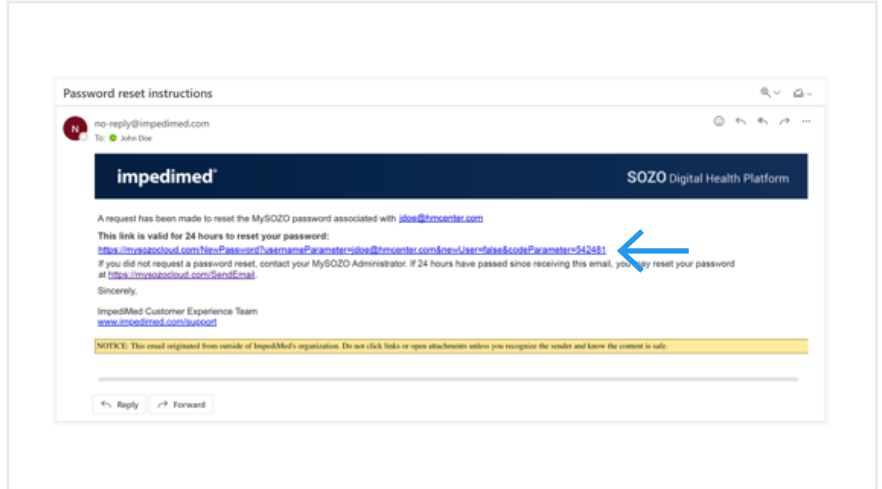 Password reset instructions
N
no-reply@impedimed.com
To: John Doe
impedimed®
SOZO Digital Health Platform
A request has been made to reset the MySOZO password associated with jdoe@hmcenter.com
This link is valid for 24 hours to reset your password:
https://mysozocloud.com/NewPassword?usernameParameter=jdoe@hmcenter.com&newUser=false&codeParameter=542481
If you did not request a password reset, contact your MySOZO Administrator. If 24 hours have passed since receiving this email, you may reset your password
at https://mysozocloud.com/SendEmail.
Sincerely,
ImpediMed Customer Experience Team
www.impedimed.com/support
NOTICE: This email originated from outside of ImpediMed's organization. Do not click links or open attachments unless you recognize the sender and know the content is safe.
Reply
Forward